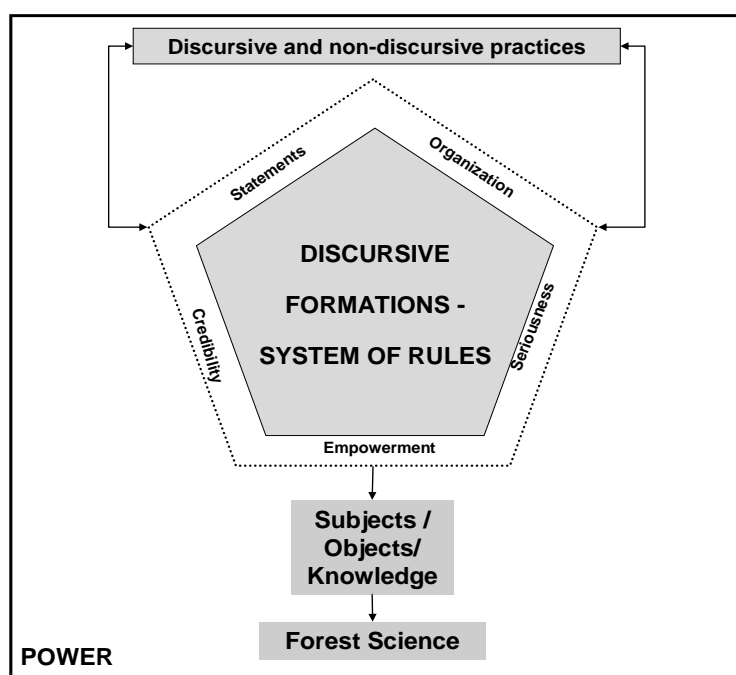 Discursive and non-discursive practices
Statements
Organization
DISCURSIVE
FORMATIONS -
SYSTEM OF RULES
Credibility
Seriousness
Empowerment
Subjects /
Objects/
Knowledge
Forest Science
POWER